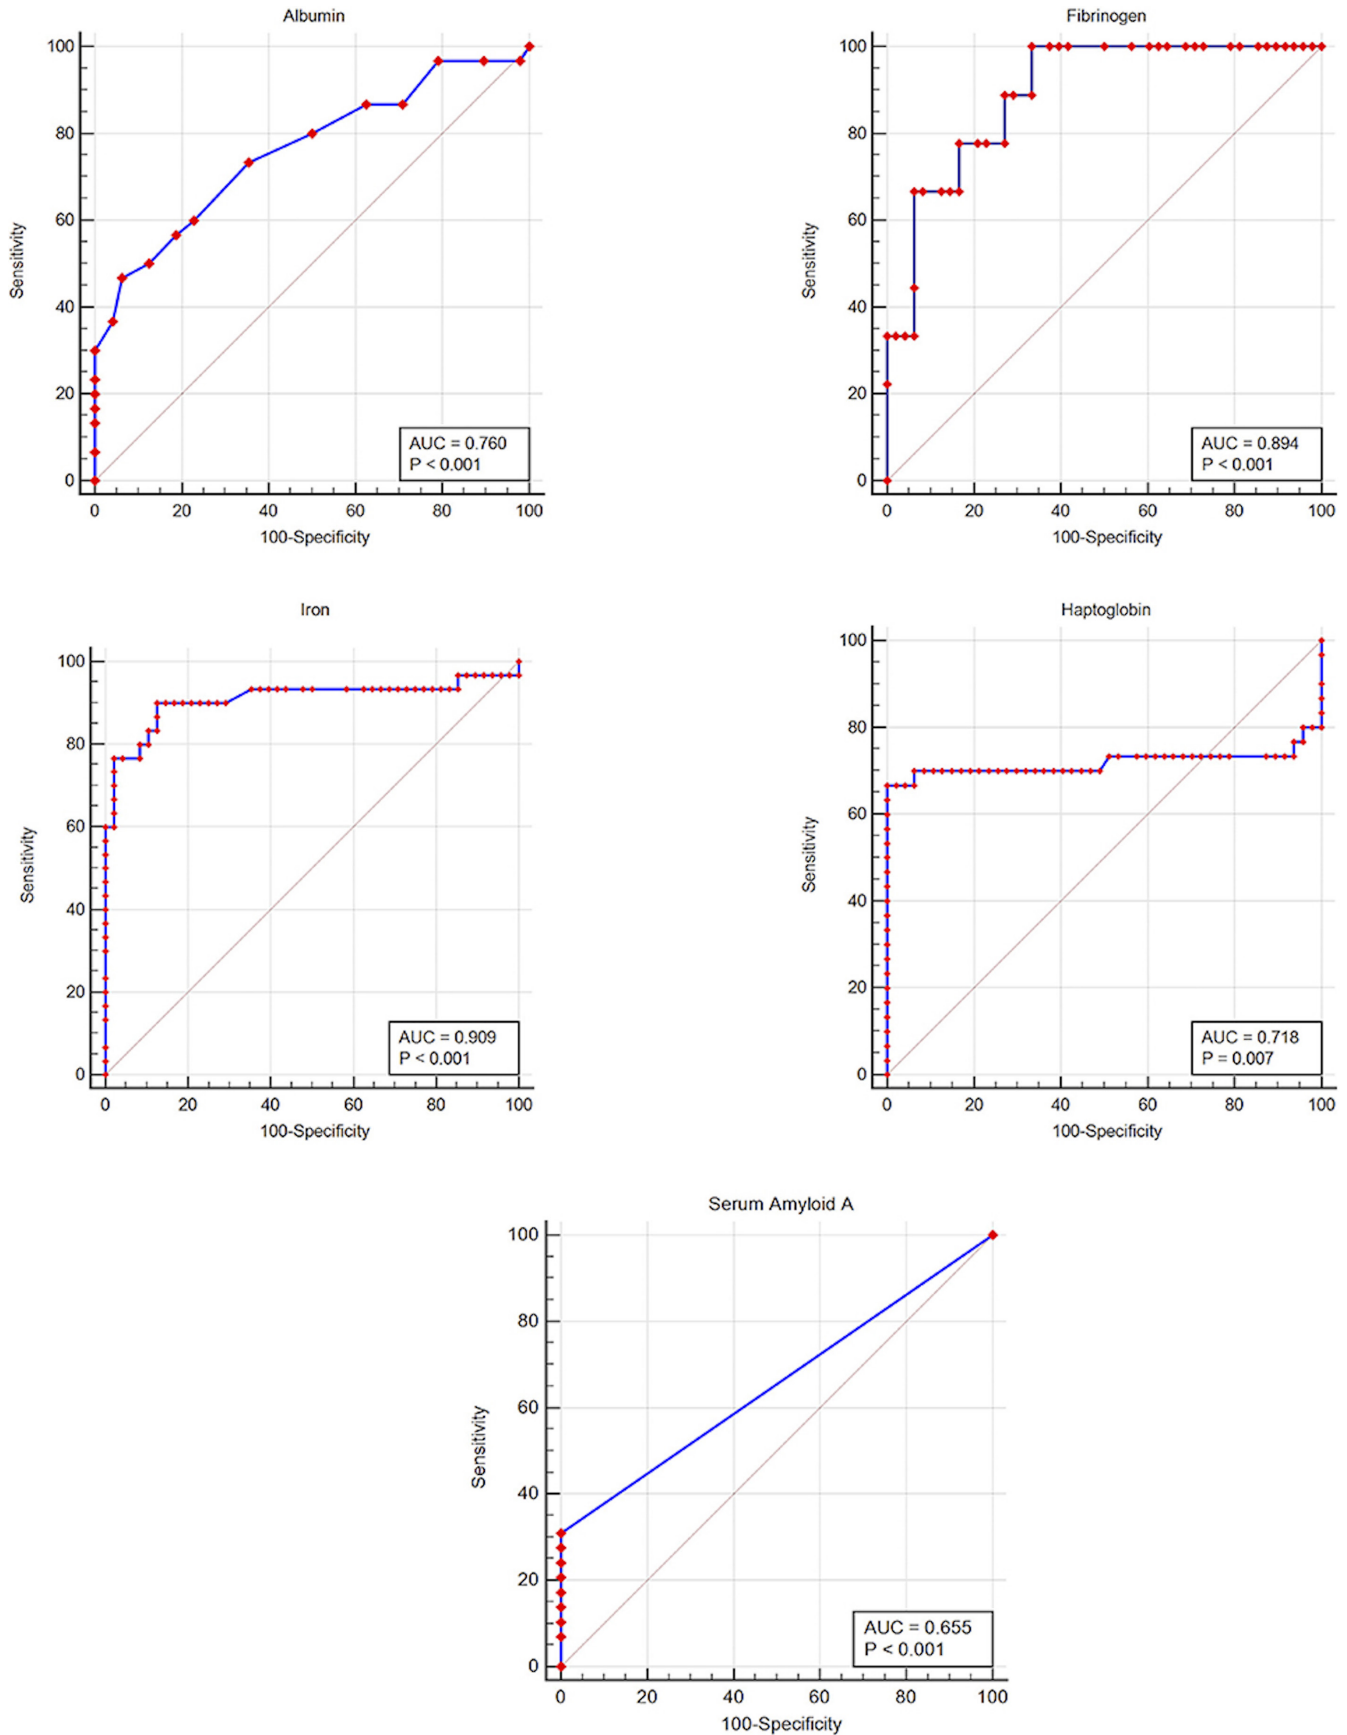 Albumin
100
80
60
40
20
0
Sensitivity
AUC = 0.760
P < 0.001
0 20 40 60 80 100
100-Specificity
Fibrinogen
100
80
60
40
20
0
Sensitivity
AUC = 0.894
P < 0.001
0 20 40 60 80 100
100-Specificity
Iron
100
80
60
40
20
0
Sensitivity
AUC = 0.909
P < 0.001
0 20 40 60 80 100
100-Specificity
Haptoglobin
100
80
60
40
20
0
Sensitivity
AUC = 0.718
P = 0.007
0 20 40 60 80 100
100-Specificity
Serum Amyloid A
100
80
60
40
20
0
Sensitivity
AUC = 0.655
P < 0.001
0 20 40 60 80 100
100-Specificity